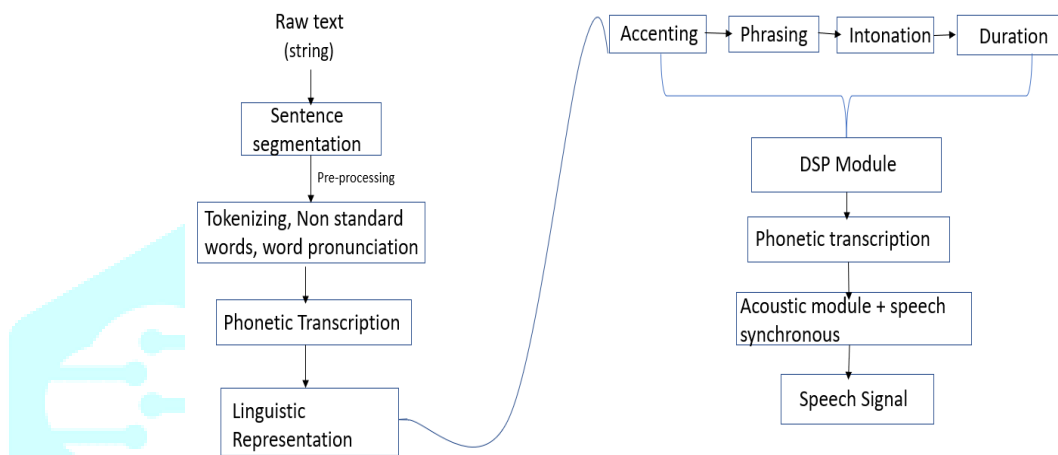 Raw text
(string)
Sentence
segmentation
Pre-processing
Tokenizing, Non standard
words, word pronunciation
Phonetic Transcription
Linguistic
Representation
Accenting
Phrasing
Intonation
Duration
DSP Module
Phonetic transcription
Acoustic module + speech
synchronous
Speech Signal